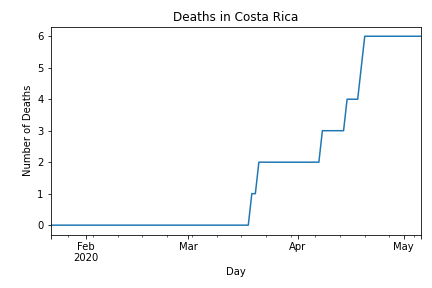 Deaths in Costa Rica
6
5
4
3
2
1
0
Number of Deaths
Feb
2020
Mar
Apr
May
Day